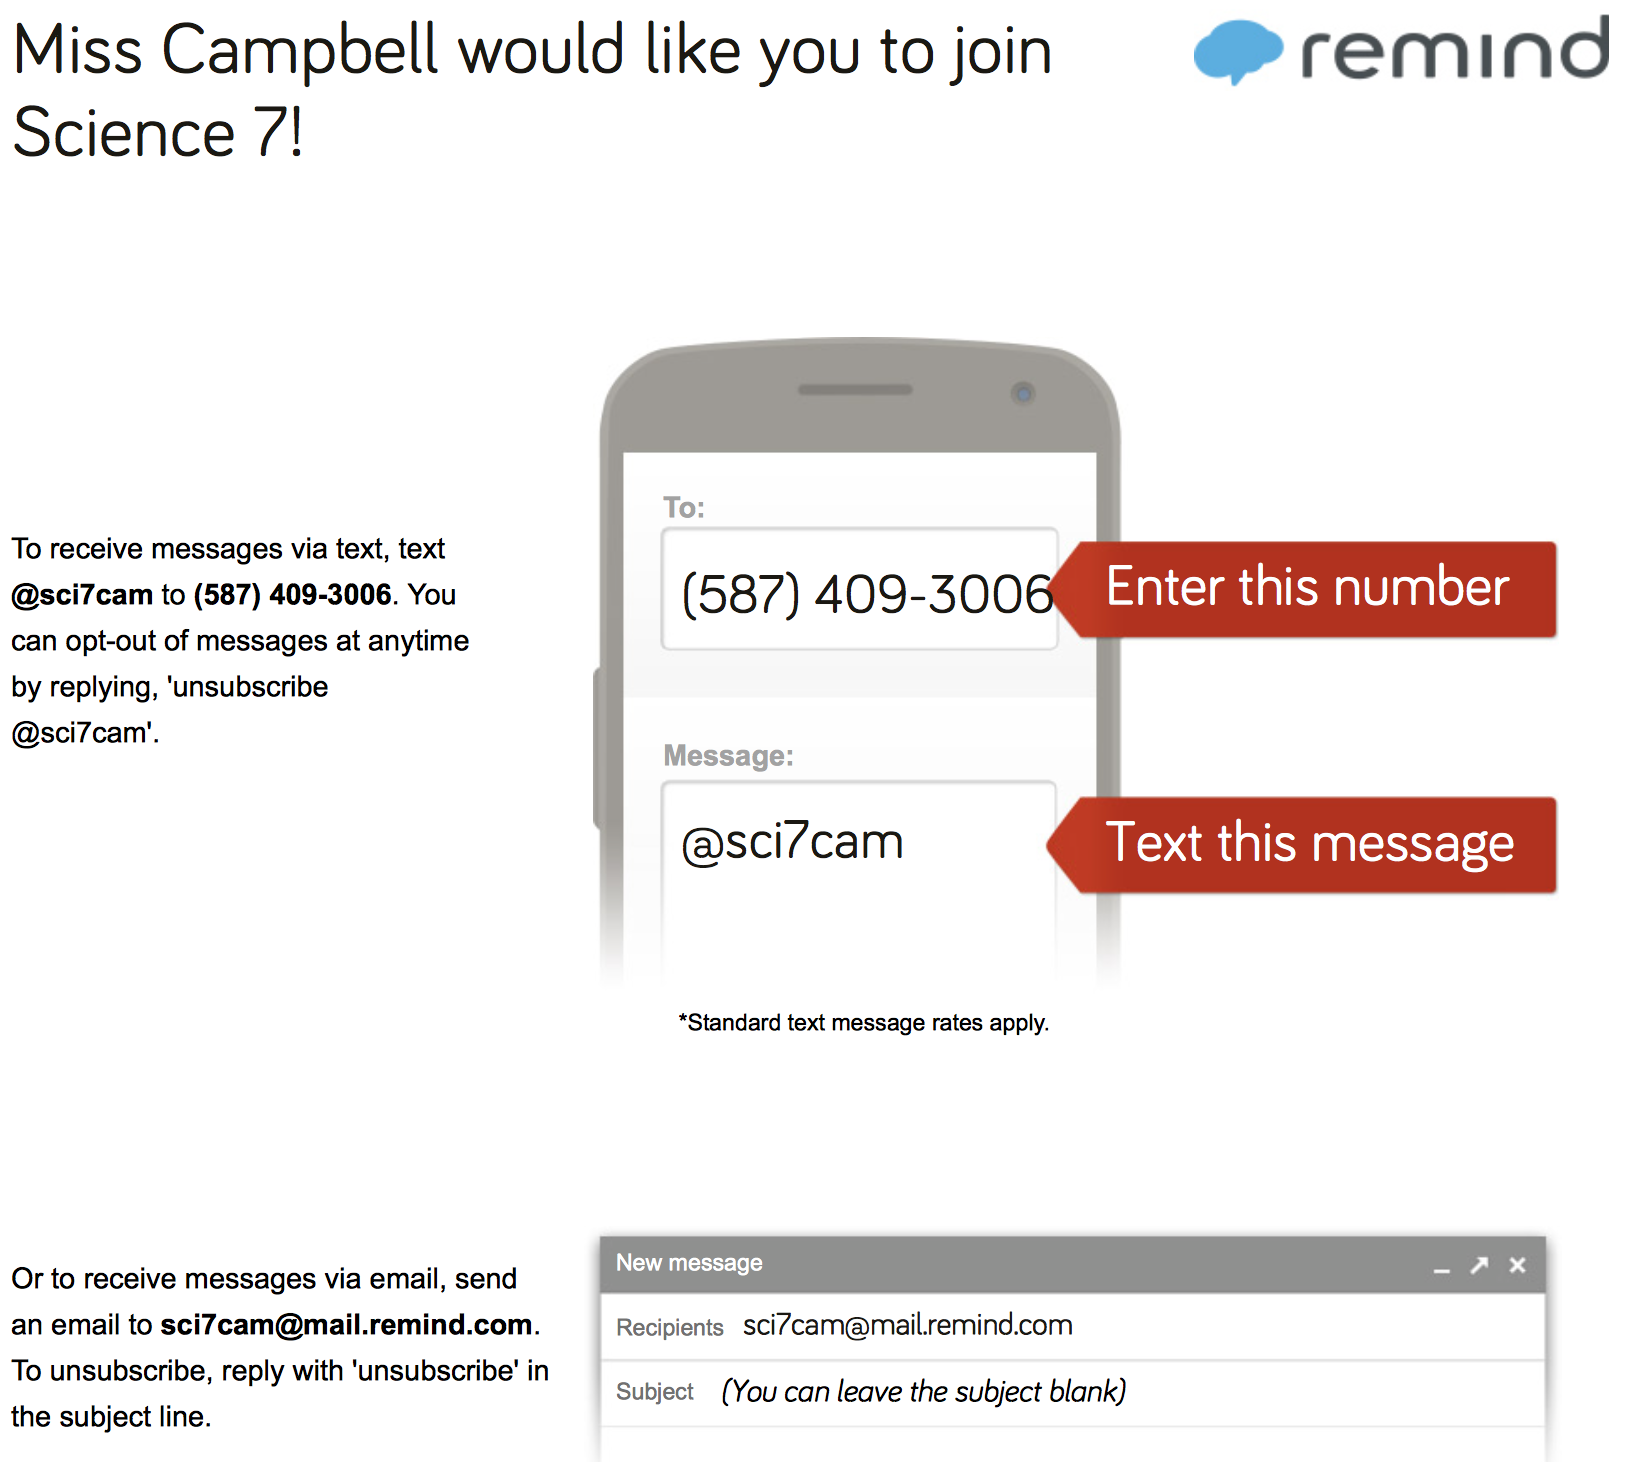 Miss Campbell would like you to join
Science 7!
remind
To:
(587) 409-3006
Enter this number
To receive messages via text, text
@sci7cam to (587) 409-3006. You
can opt-out of messages at anytime
by replying, 'unsubscribe
@sci7cam'.
Message:
@sci7cam
Text this message
*Standard text message rates apply.
Or to receive messages via email, send
an email to sci7cam@mail.remind.com.
To unsubscribe, reply with 'unsubscribe' in
the subject line.
New message
Recipients sci7cam@mail.remind.com
Subject (You can leave the subject blank)